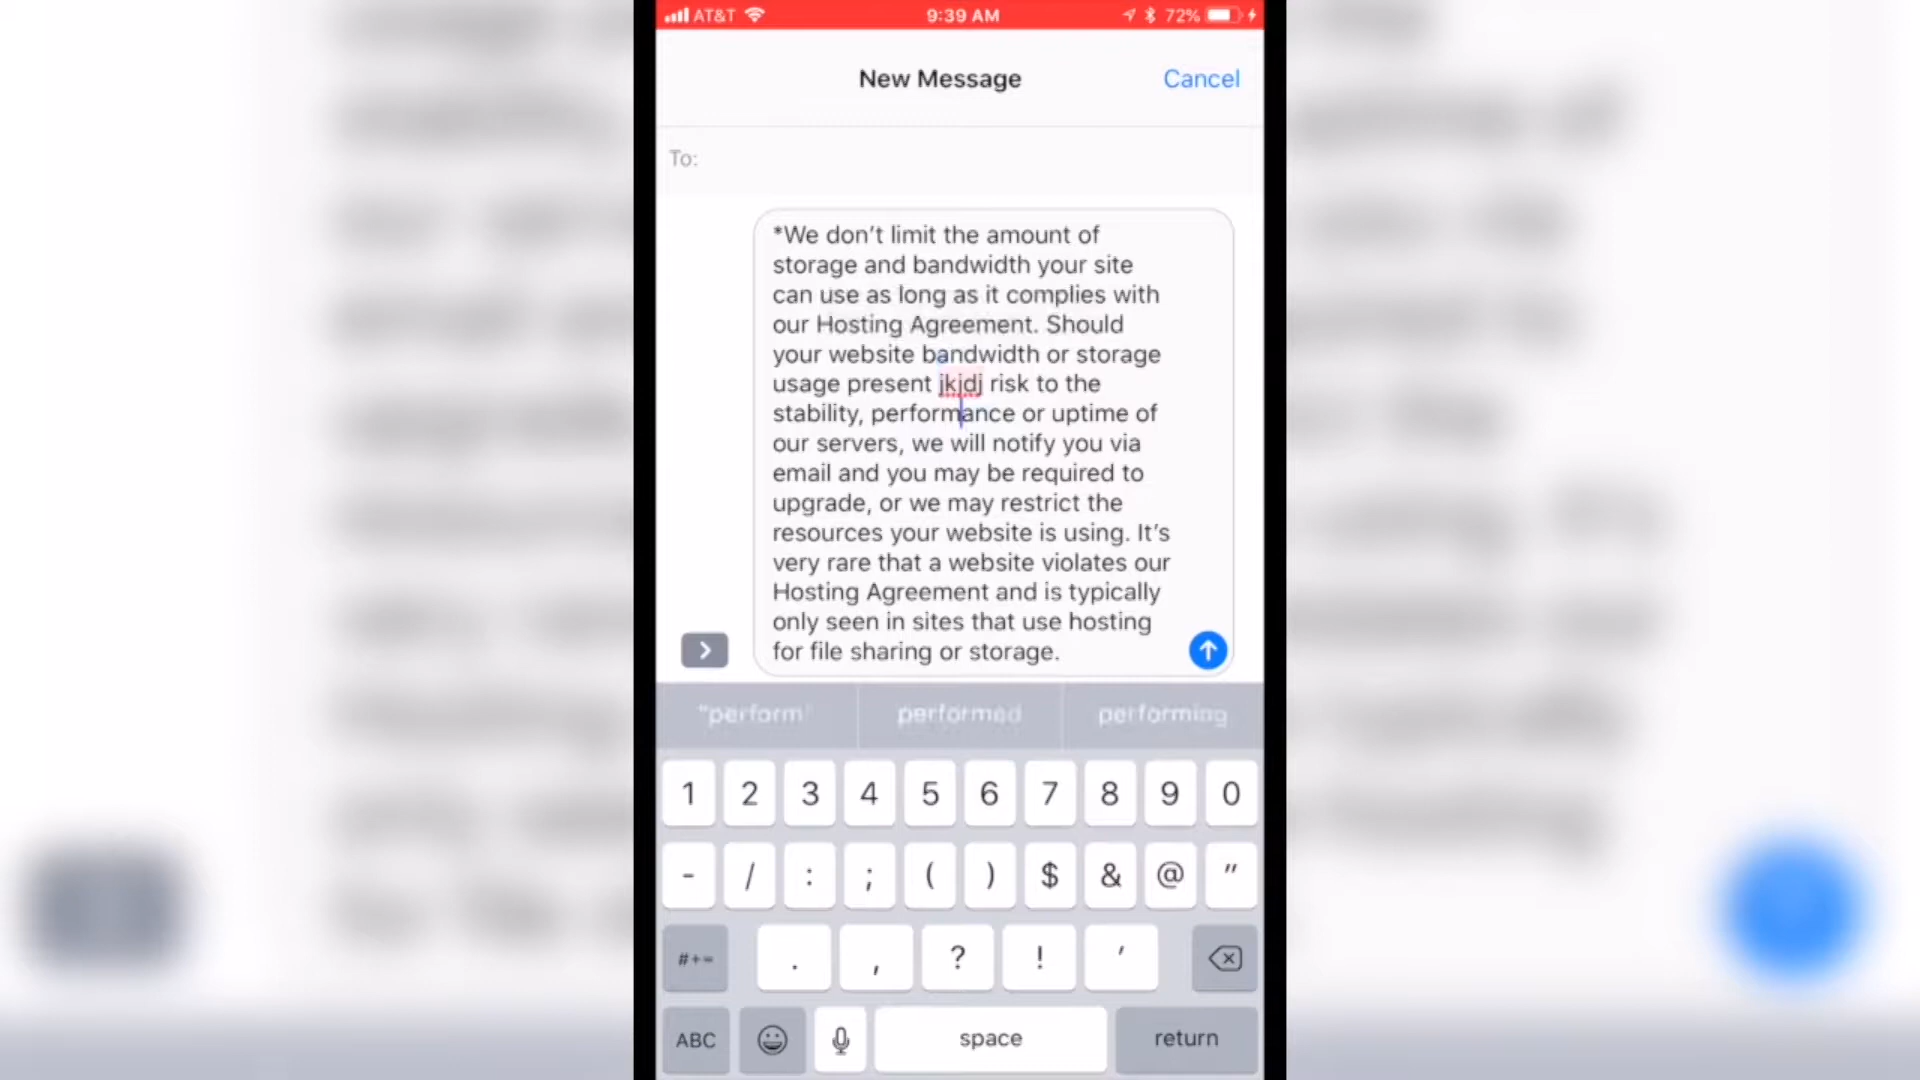 AT&T
9:39 AM
72%
New Message
Cancel
To:
*We don't limit the amount of
storage and bandwidth your site
can use as long as it complies with
our Hosting Agreement. Should
your website bandwidth or storage
usage present jkjdj risk to the
stability, performance or uptime of
our servers, we will notify you via
email and you may be required to
upgrade, or we may restrict the
resources your website is using. It's
very rare that a website violates our
Hosting Agreement and is typically
only seen in sites that use hosting
for file sharing or storage.
"perform" performed performing
1 2 3 4 5 6 7 8 9 0
- / : ; ( ) $ & @ "
#+= . , ? ! '
ABC space return